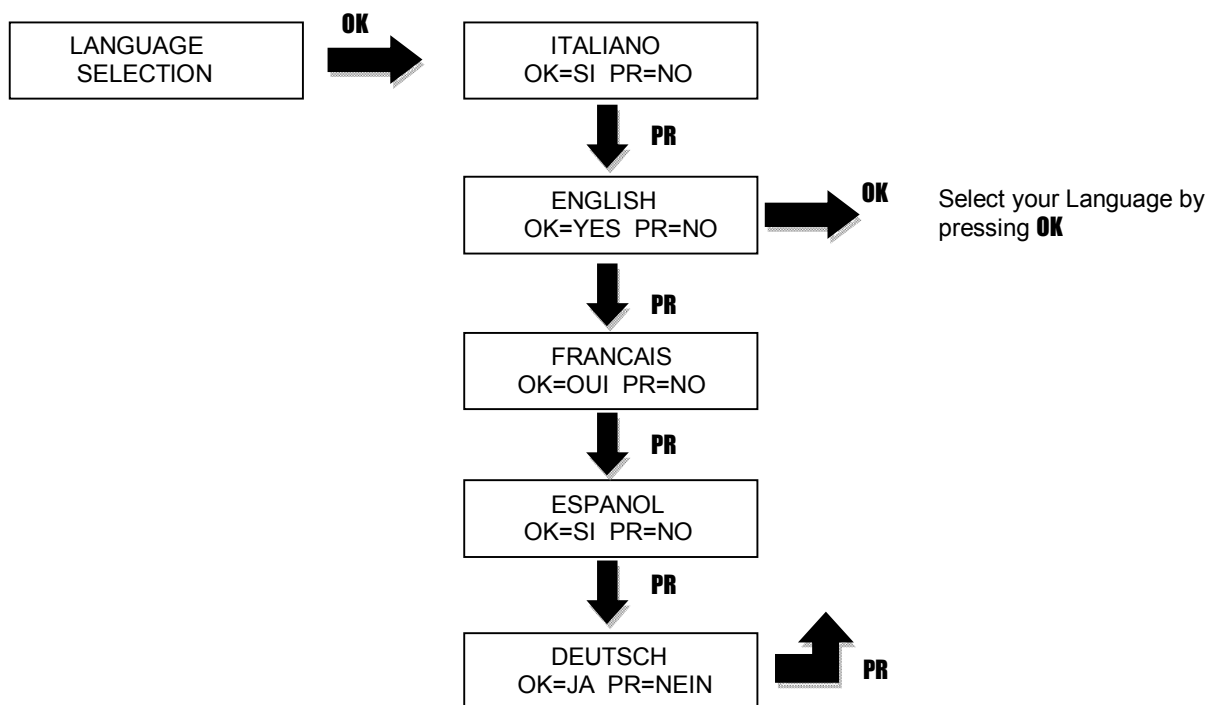 LANGUAGE
SELECTION
OK
ITALIANO
OK=SI PR=NO
PR
ENGLISH
OK=YES PR=NO
OK
Select your Language by
pressing OK
PR
FRANCAIS
OK=OUI PR=NO
PR
ESPANOL
OK=SI PR=NO
PR
DEUTSCH
OK=JA PR=NEIN
PR